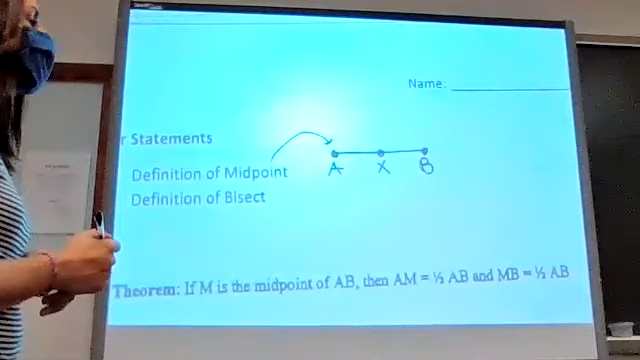 Name:
r Statements
Definition of Midpoint
A X B
Definition of Bisect
Theorem: If M is the midpoint of AB, then AM = ½ AB and MB = ½ AB